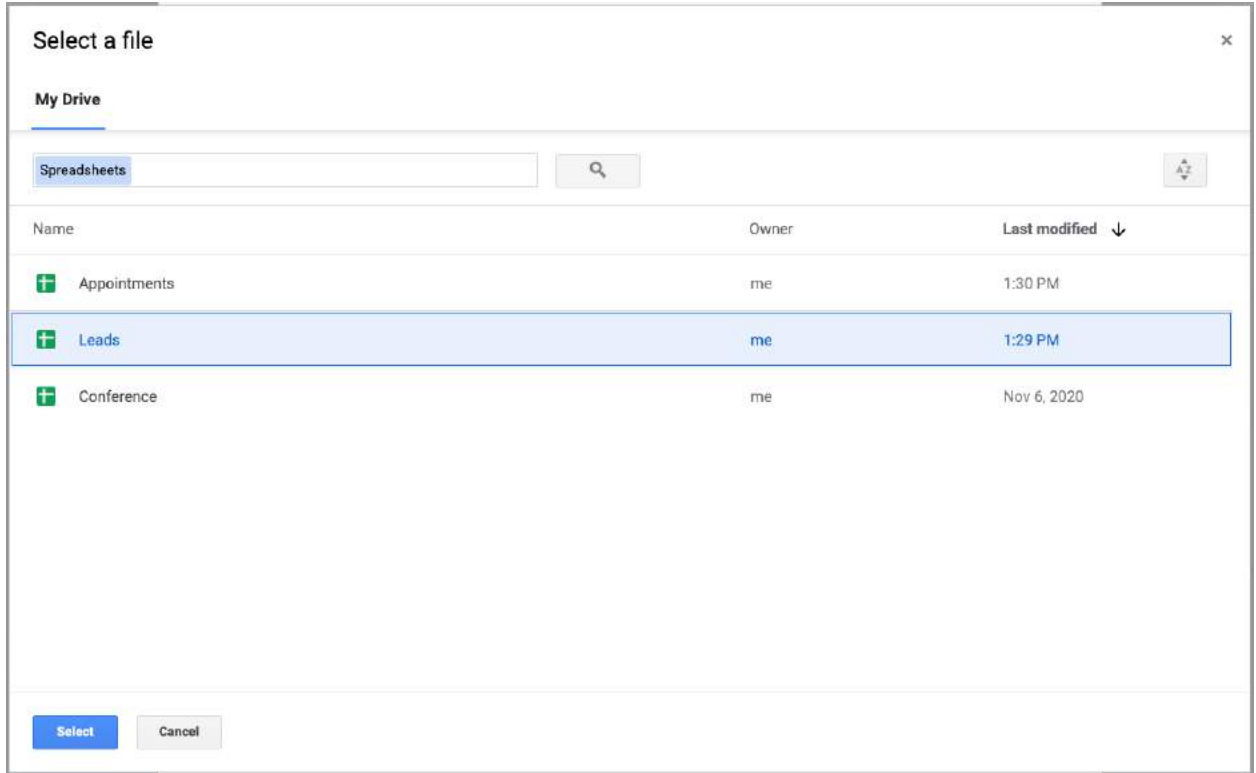 Select a file
×
My Drive
Spreadsheets
AZ
Name Owner Last modified ↓
Appointments me 1:30 PM
Leads me 1:29 PM
Conference me Nov 6, 2020
Select Cancel